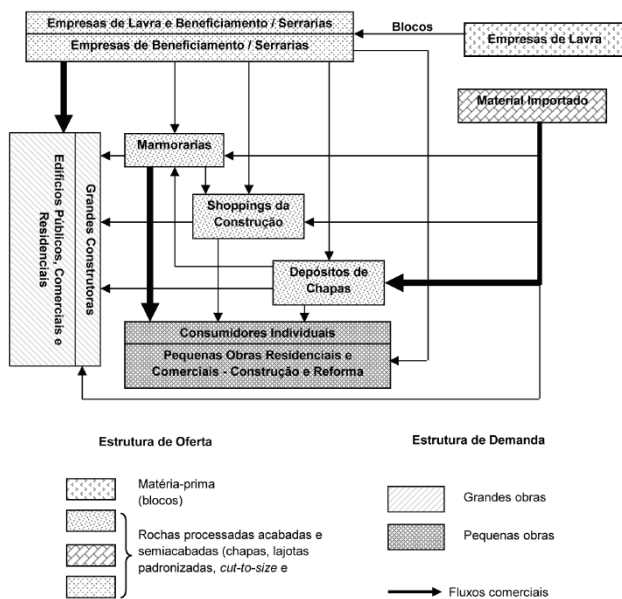 Empresas de Lavra e Beneficiamento / Serrarias
Empresas de Beneficiamento / Serrarias
Blocos
Empresas de Lavra
Material Importado
Edifícios Públicos, Comerciais e
Residenciais
Grandes Construtoras
Marmorarias
Shoppings da
Construção
Depósitos de
Chapas
Consumidores Individuais
Pequenas Obras Residenciais e
Comerciais - Construção e Reforma
Estrutura de Oferta
Estrutura de Demanda
Matéria-prima
(blocos)
Rochas processadas acabadas e
semiacabadas (chapas, lajotas
padronizadas, cut-to-size e
Grandes obras
Pequenas obras
Fluxos comerciais